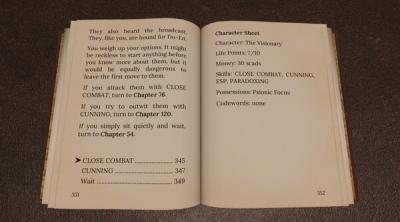 They also heard the broadcast.
They, like you, are bound for Du-En.
You weigh up your options. It might
be reckless to start anything before
you know more about them, but it
would be equally dangerous to
leave the first move to them.
If you attack them with CLOSE
COMBAT, turn to Chapter 76.
If you try to outwit them with
CUNNING, turn to Chapter 120.
If you simply sit quietly and wait,
turn to Chapter 54.
CLOSE COMBAT ................ 345
CUNNING ........................ 347
Wait ................................ 349
351
Character Sheet
Character: The Visionary
Life Points: 7/10
Money: 30 scads
Skills: CLOSE COMBAT, CUNNING,
ESP, PARADOXING
Possessions: Psionic Focus
Codewords: none
352